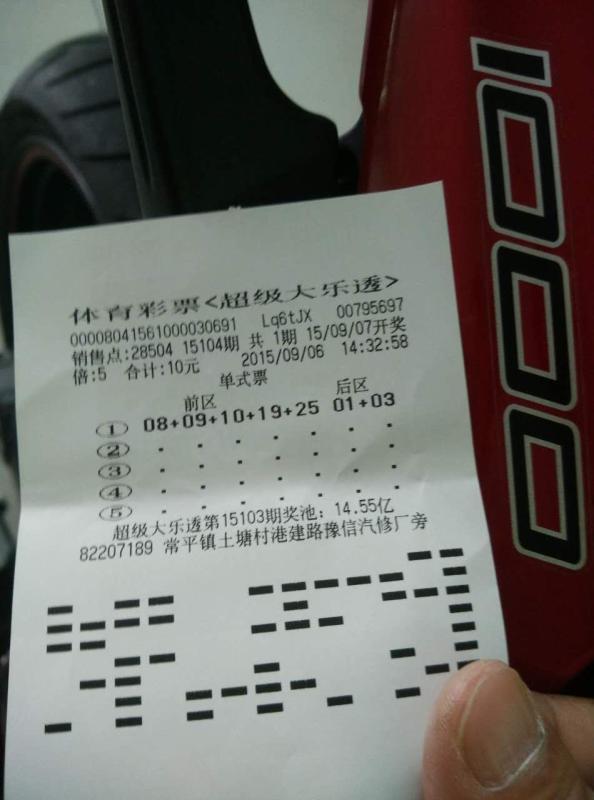 体育彩票<超级大乐透>
00008041561000030691 Lq6tJX 00795697
销售点:28504 15104期 共 1期 15/09/07开奖
倍:5 合计:10元 2015/09/06 14:32:58
单式票
前区 后区
① 08+09+10+19+25 01+03
②
③
④
⑤
超级大乐透第15103期奖池: 14.55亿
82207189 常平镇土塘村港建路豫信汽修厂旁
1000